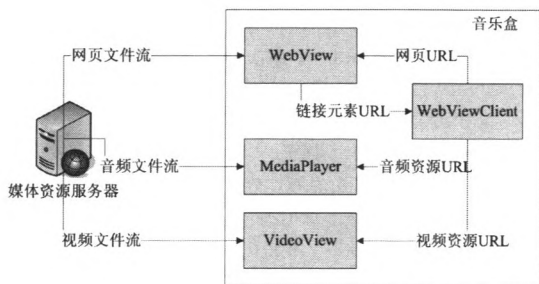 音乐盒
网页文件流
WebView
网页URL
链接元素URL
WebViewClient
音频文件流
MediaPlayer
音频资源URL
媒体资源服务器
视频文件流
VideoView
视频资源URL